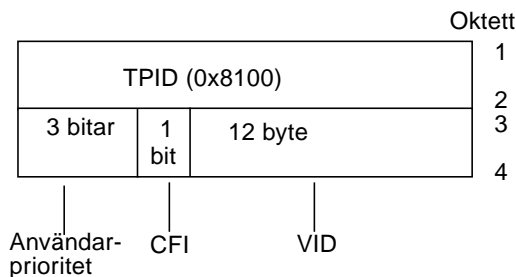 Oktett
1
TPID (0x8100)
2
3 bitar
1
bit
12 byte
3
4
Användar-
prioritet
CFI
VID